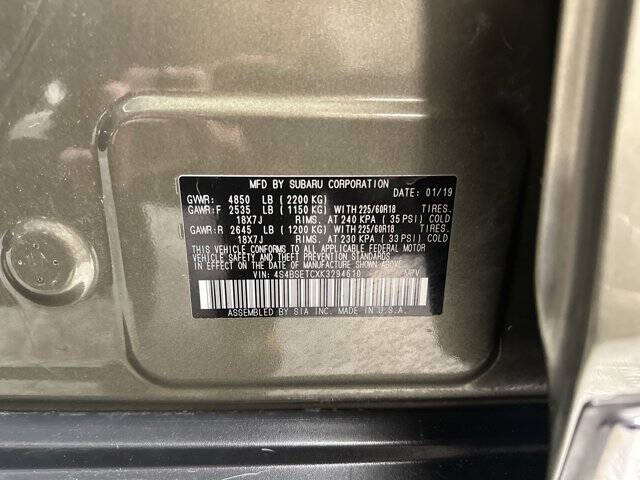 MFD BY SUBARU CORPORATION
DATE: 01/19
GVWR: 4850 LB (2200 KG)
GAWR:F 2535 LB (1150 KG) WITH 225/60R18 TIRES.
18X7J RIMS. AT 240 KPA (35 PSI) COLD
GAWR:R 2645 LB (1200 KG) WITH 225/60R18 TIRES.
18X7J RIMS. AT 230 KPA (33 PSI) COLD
THIS VEHICLE CONFORMS TO ALL APPLICABLE FEDERAL MOTOR
VEHICLE SAFETY STANDARDS IN EFFECT ON THE DATE OF
MANUFACTURE SHOWN ABOVE.
VIN: 4S4BSETCXK3294610 MPV
ASSEMBLED BY SIA INC. MADE IN U.S.A.